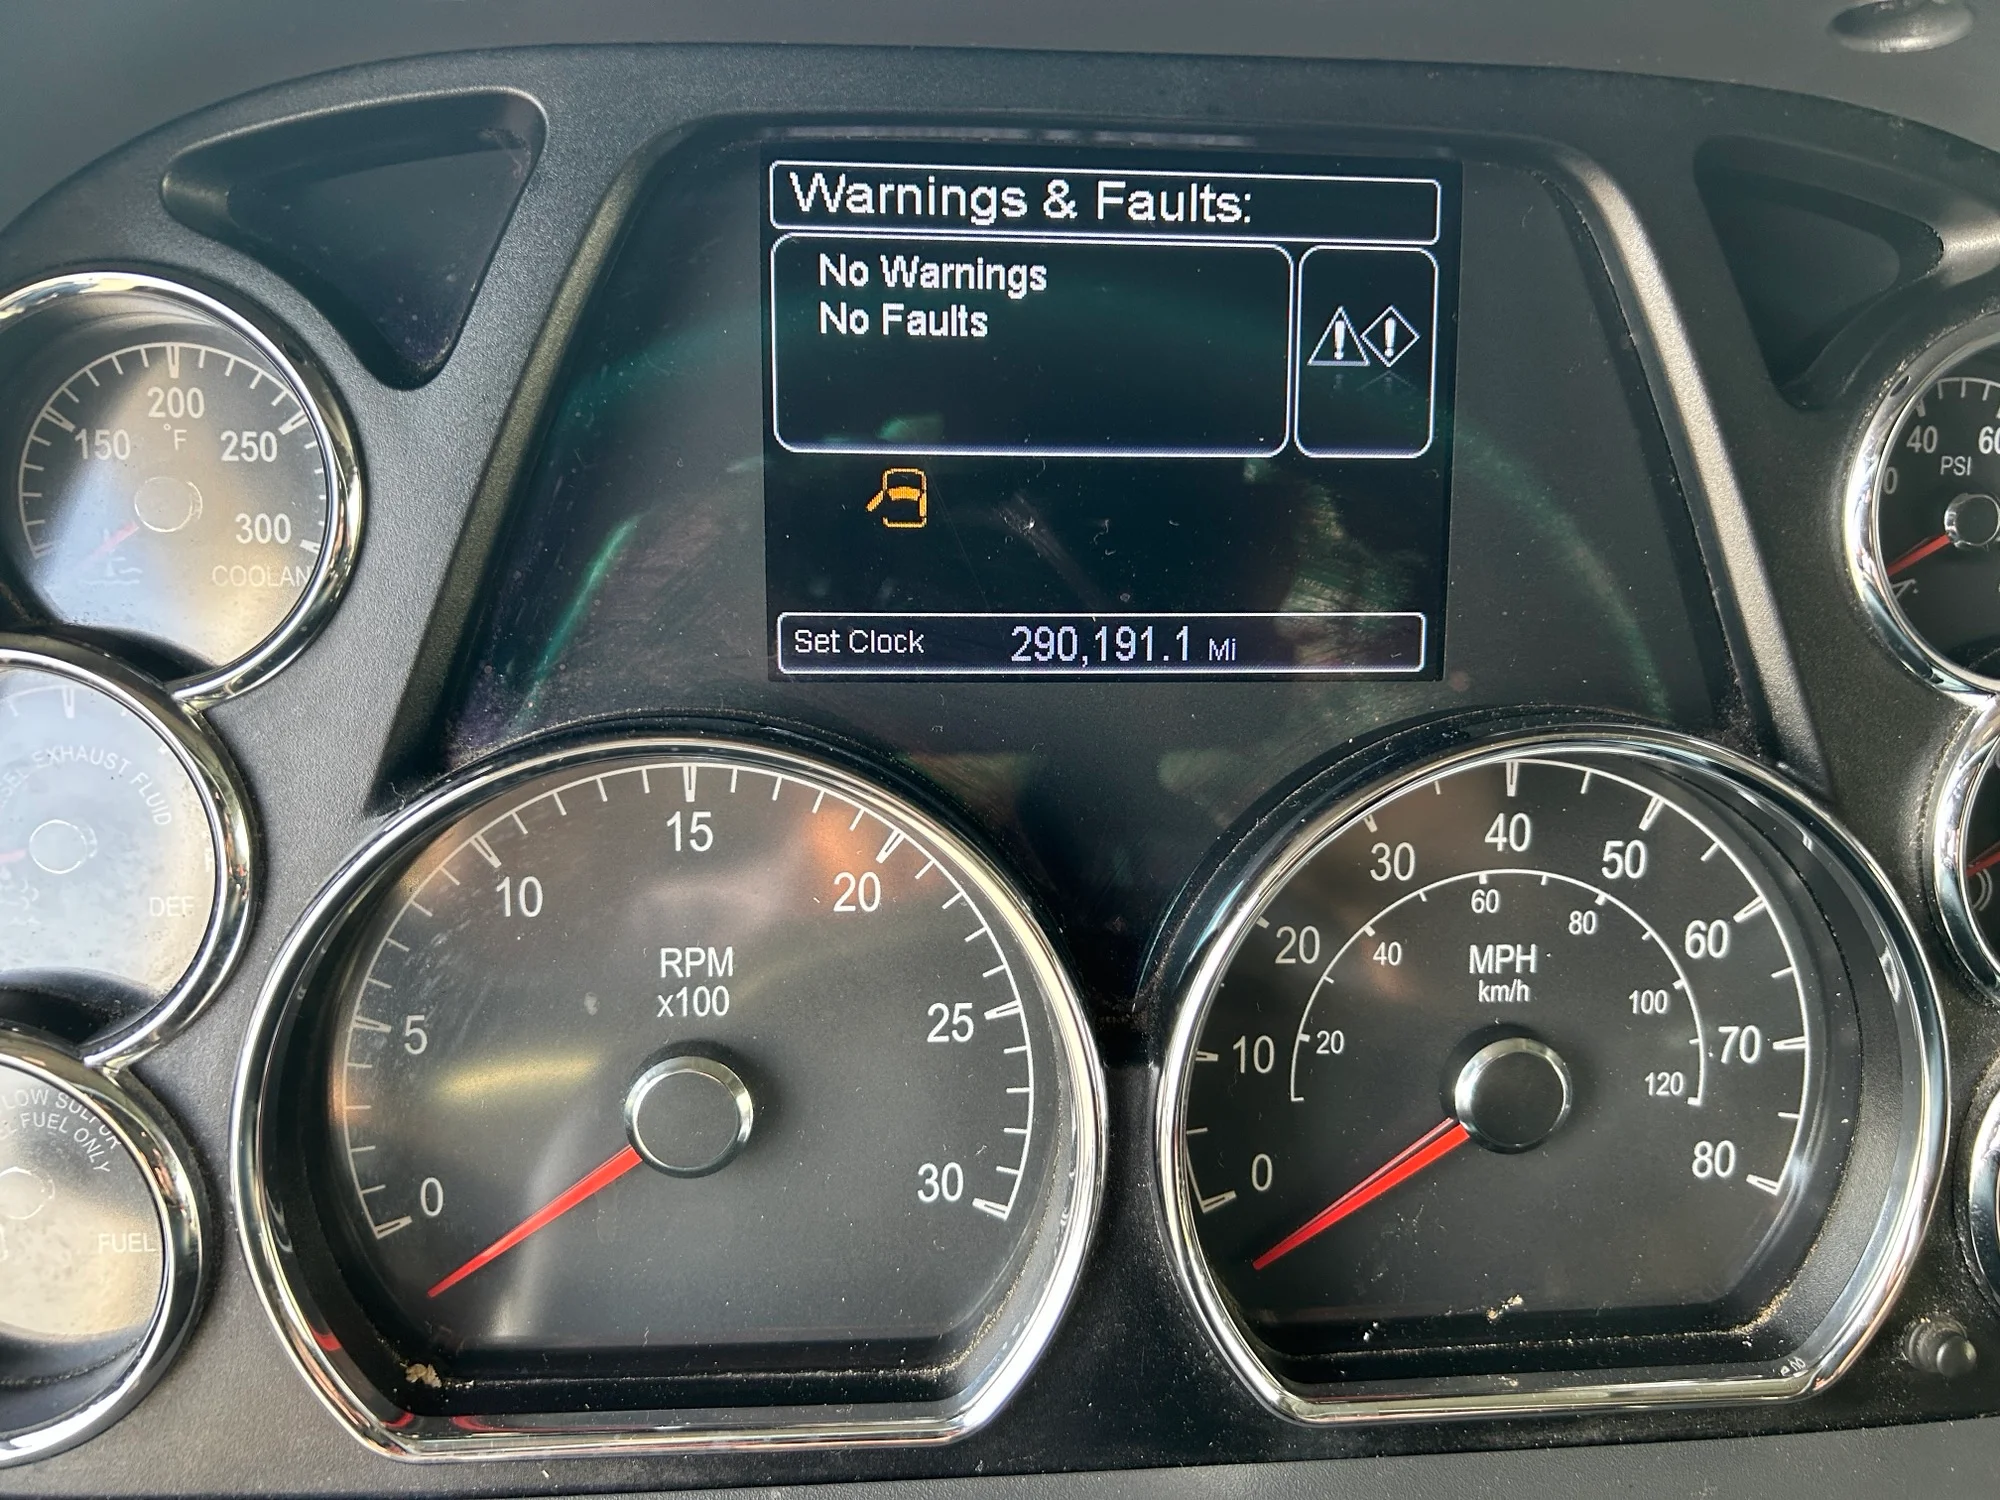 Warnings & Faults:
No Warnings
No Faults
Set Clock 290,191.1 Mi
150 200 250 300
°F
COOLANT
EXHAUST FLUID
DEF
LOW SULFUR
FUEL ONLY
FUEL
0 5 10 15 20 25 30
RPM
x100
0 10 20 30 40 50 60 70 80
20 40 60 80 100 120
MPH
km/h
0 40 60
PSI